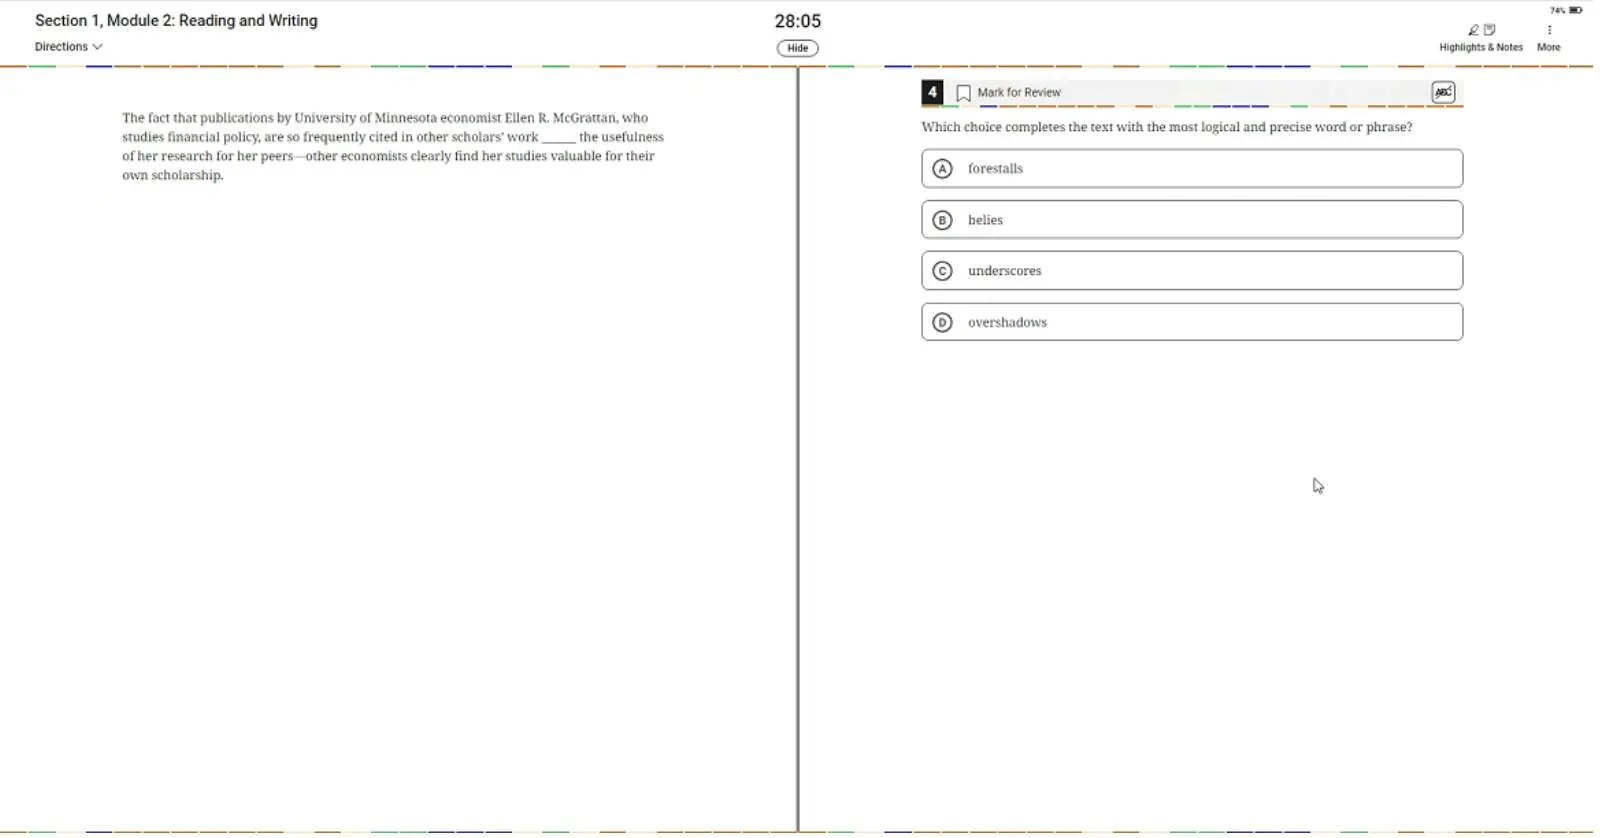 Section 1, Module 2: Reading and Writing
Directions
28:05
Hide
74%
Highlights & Notes
More
The fact that publications by University of Minnesota economist Ellen R. McGrattan, who
studies financial policy, are so frequently cited in other scholars' work ______ the usefulness
of her research for her peers—other economists clearly find her studies valuable for their
own scholarship.
4
Mark for Review
ABC
Which choice completes the text with the most logical and precise word or phrase?
A forestalls
B belies
C underscores
D overshadows